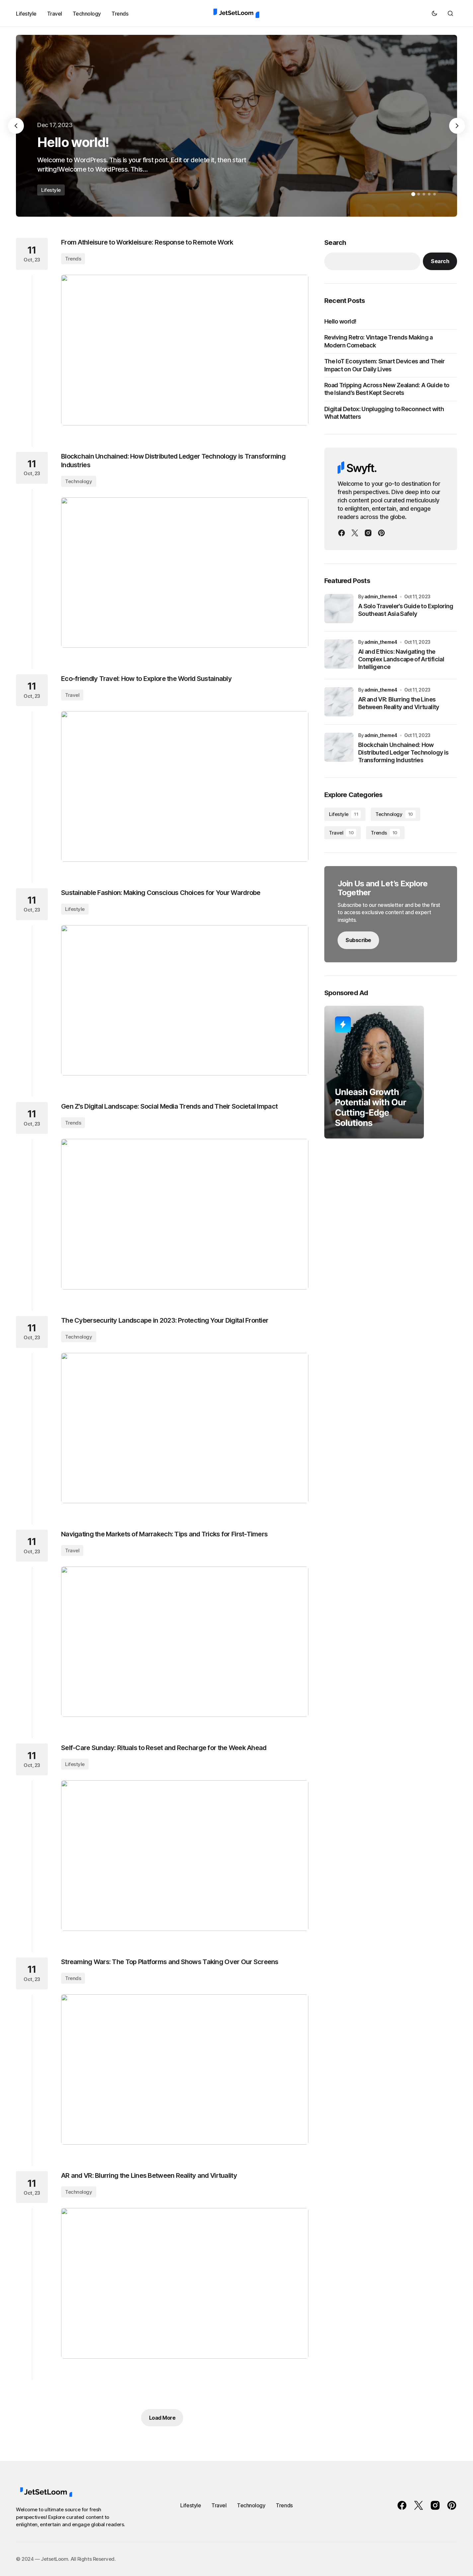 Lifestyle Travel Technology Trends
JetSetLoom
Dec 17, 2023
Hello world!
Welcome to WordPress. This is your first post. Edit or delete it, then start
writing!Welcome to WordPress. This...
Lifestyle
11
Oct, 23
From Athleisure to Workleisure: Response to Remote Work
Trends
11
Oct, 23
Blockchain Unchained: How Distributed Ledger Technology is Transforming
Industries
Technology
11
Oct, 23
Eco-friendly Travel: How to Explore the World Sustainably
Travel
11
Oct, 23
Sustainable Fashion: Making Conscious Choices for Your Wardrobe
Lifestyle
11
Oct, 23
Gen Z's Digital Landscape: Social Media Trends and Their Societal Impact
Trends
11
Oct, 23
The Cybersecurity Landscape in 2023: Protecting Your Digital Frontier
Technology
11
Oct, 23
Navigating the Markets of Marrakech: Tips and Tricks for First-Timers
Travel
11
Oct, 23
Self-Care Sunday: Rituals to Reset and Recharge for the Week Ahead
Lifestyle
11
Oct, 23
Streaming Wars: The Top Platforms and Shows Taking Over Our Screens
Trends
11
Oct, 23
AR and VR: Blurring the Lines Between Reality and Virtuality
Technology
Load More
Search
Search
Recent Posts
Hello world!
Reviving Retro: Vintage Trends Making a
Modern Comeback
The IoT Ecosystem: Smart Devices and Their
Impact on Our Daily Lives
Road Tripping Across New Zealand: A Guide to
the Island's Best Kept Secrets
Digital Detox: Unplugging to Reconnect with
What Matters
Swyft.
Welcome to your go-to destination for
fresh perspectives. Dive deep into our
rich content pool curated meticulously
to enlighten, entertain, and engage
readers across the globe.
Featured Posts
By admin_theme4 • Oct 11, 2023
A Solo Traveler's Guide to Exploring
Southeast Asia Safely
By admin_theme4 • Oct 11, 2023
AI and Ethics: Navigating the
Complex Landscape of Artificial
Intelligence
By admin_theme4 • Oct 11, 2023
AR and VR: Blurring the Lines
Between Reality and Virtuality
By admin_theme4 • Oct 11, 2023
Blockchain Unchained: How
Distributed Ledger Technology is
Transforming Industries
Explore Categories
Lifestyle 11 Technology 10
Travel 10 Trends 10
Join Us and Let's Explore
Together
Subscribe to our newsletter and be the first
to access exclusive content and expert
insights.
Subscribe
Sponsored Ad
Unleash Growth
Potential with Our
Cutting-Edge
Solutions
JetSetLoom
Welcome to ultimate source for fresh
perspectives! Explore curated content to
enlighten, entertain and engage global readers.
Lifestyle Travel Technology Trends
© 2024 — JetsetLoom. All Rights Reserved.